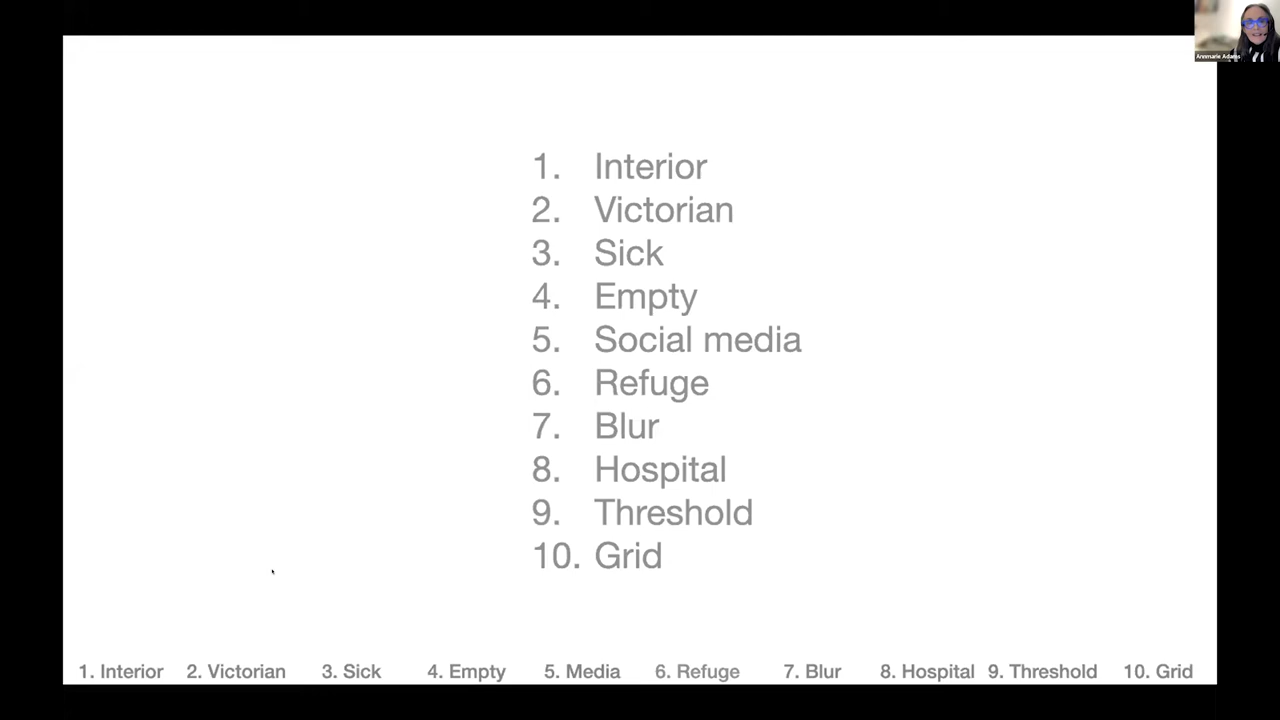 Annmarie Adams
1. Interior
2. Victorian
3. Sick
4. Empty
5. Social media
6. Refuge
7. Blur
8. Hospital
9. Threshold
10. Grid
1. Interior 2. Victorian 3. Sick 4. Empty 5. Media 6. Refuge 7. Blur 8. Hospital 9. Threshold 10. Grid